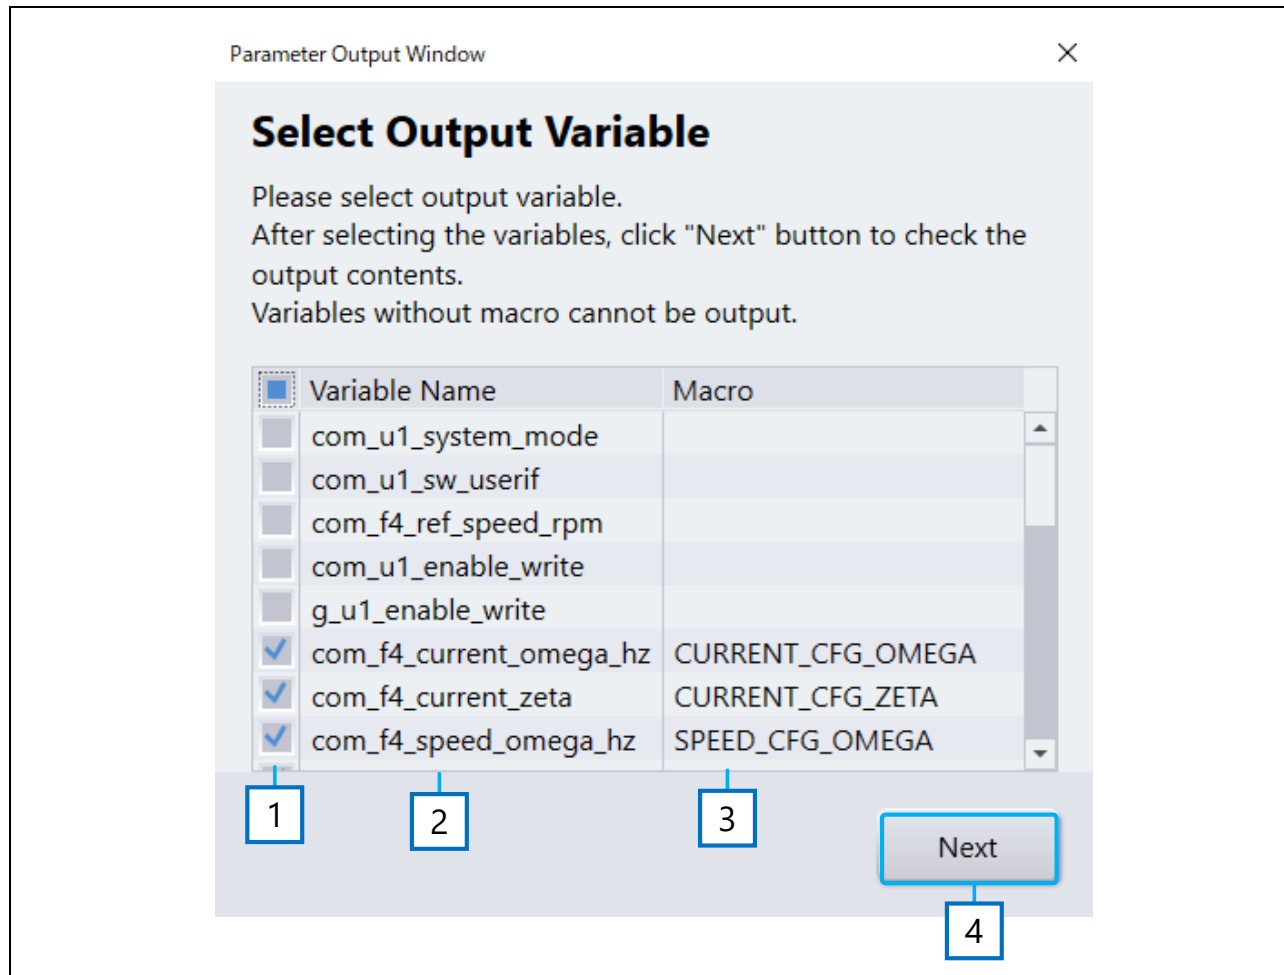 Parameter Output Window
Select Output Variable
Please select output variable.
After selecting the variables, click "Next" button to check the
output contents.
Variables without macro cannot be output.
Variable Name Macro
com_u1_system_mode
com_u1_sw_userif
com_f4_ref_speed_rpm
com_u1_enable_write
g_u1_enable_write
com_f4_current_omega_hz CURRENT_CFG_OMEGA
com_f4_current_zeta CURRENT_CFG_ZETA
com_f4_speed_omega_hz SPEED_CFG_OMEGA
1 2 3
Next
4